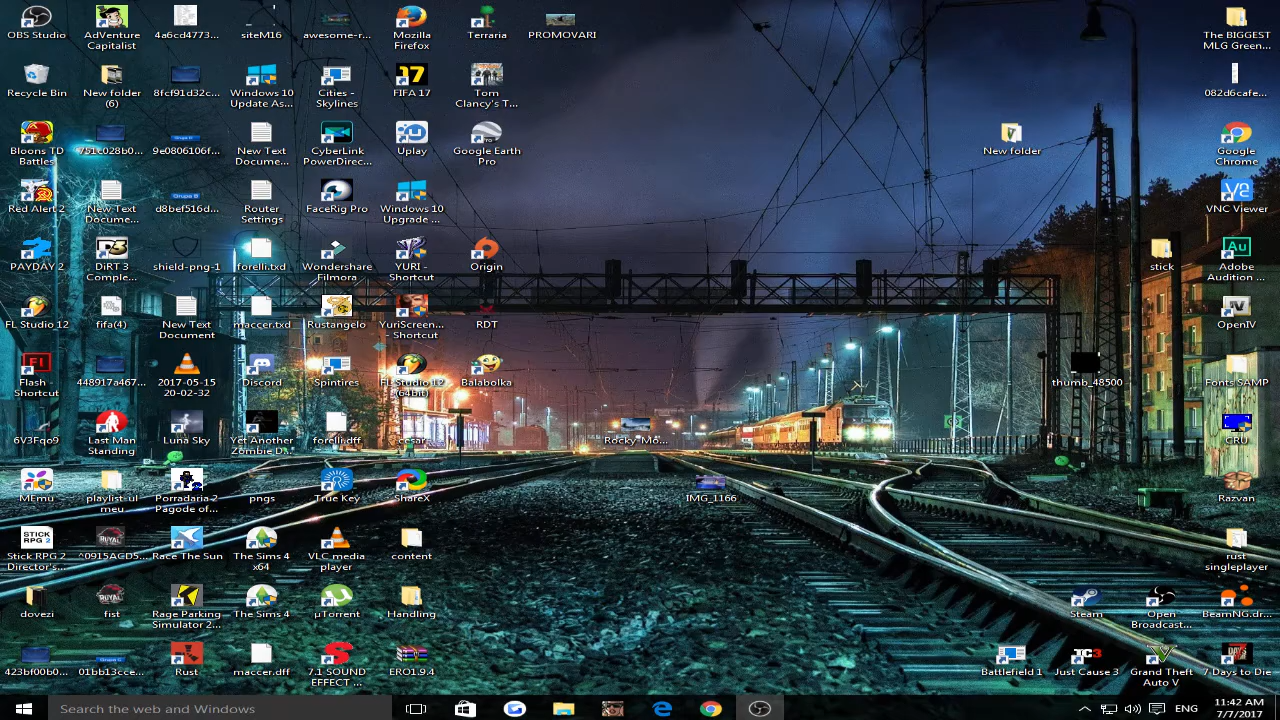 OBS Studio
AdVenture
Capitalist
4a6cd4773...
siteM16
awesome-r...
Mozilla
Firefox
Terraria
PROMOVARI
The BIGGEST
MLG Green...
Recycle Bin
New folder
(6)
8fcf91d32c...
Windows 10
Update As...
Cities -
Skylines
17
FIFA 17
Tom
Clancy's T...
082d6cafe...
Bloons TD
Battles
751c028b0...
9e0806106f...
New Text
Docume...
CyberLink
PowerDirec...
Uplay
Google Earth
Pro
New folder
Google
Chrome
Red Alert 2
New Text
Docume...
Grupa B
d8bef516d...
Router
Settings
FaceRig Pro
Windows 10
Upgrade ...
VNC Viewer
PAYDAY 2
DiRT 3
Comple...
shield-png-1
forelli.txd
Wondershare
Filmora
YURI -
Shortcut
Origin
stick
Au
Adobe
Audition ...
FL Studio 12
fifa(4)
New Text
Document
maccer.txd
Rustangelo
YuriScreen...
- Shortcut
RDT
IV
OpenIV
Flash -
Shortcut
448917a467...
2017-05-15
20-02-32
Discord
Spintires
FL Studio 12
(64bit)
Balabolka
thumb_48500
Fonts SAMP
6V3Fqo9
Last Man
Standing
Luna Sky
Yet Another
Zombie D...
forelli.dff
cesar
Rocky_Mo...
CRU
MEmu
playlist-ul
meu
Porradaria 2
Pagode of...
pngs
True Key
ShareX
IMG_1166
Razvan
STICK
RPG 2
Stick RPG 2
Director's...
^0915ACD5...
Race The Sun
The Sims 4
x64
VLC media
player
content
rust
singleplayer
dovezi
fist
Rage Parking
Simulator 2...
The Sims 4
µTorrent
Handling
Steam
Open
Broadcast...
BeamNG.dr...
423bf00b0...
01bb13cce...
Rust
maccer.dff
7.1 SOUND
EFFECT ...
ERO1.9.4
Battlefield 1
JC3
Just Cause 3
Grand Theft
Auto V
7 Days to Die
Search the web and Windows
ENG
11:42 AM
7/7/2017